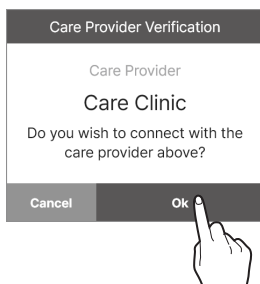 Care Provider Verification
Care Provider
Care Clinic
Do you wish to connect with the
care provider above?
Cancel
Ok